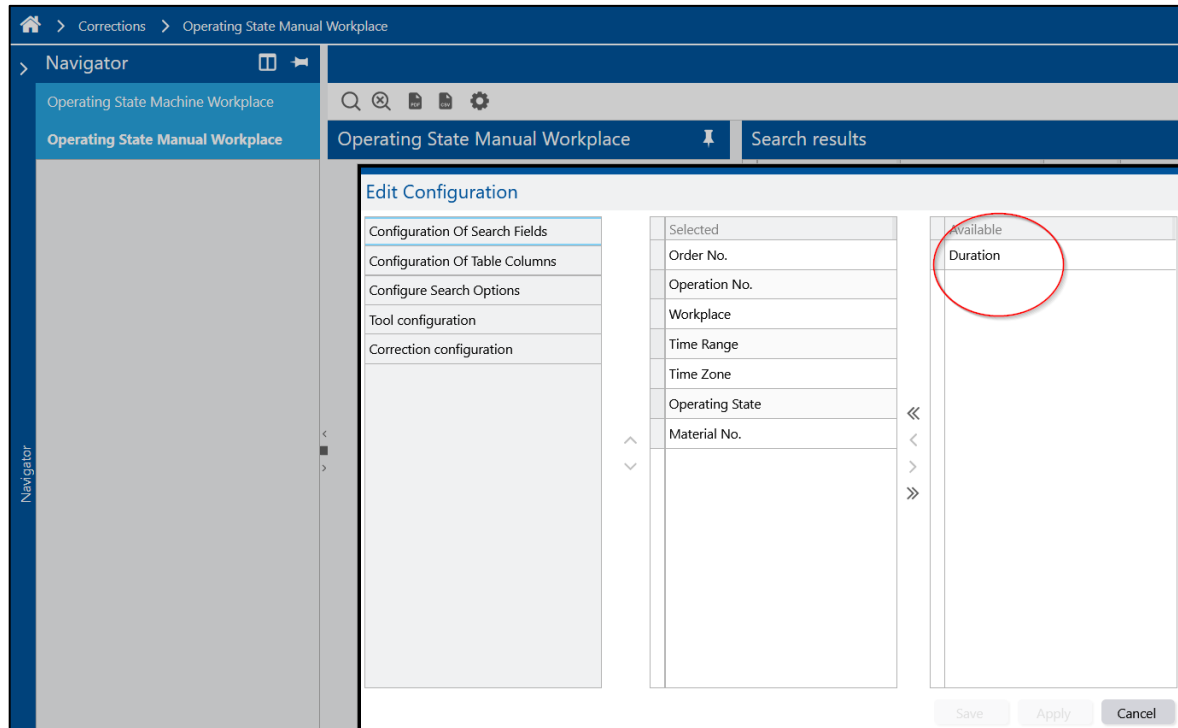 Corrections
Operating State Manual Workplace
Navigator
Operating State Machine Workplace
Operating State Manual Workplace
PDF
CSV
Operating State Manual Workplace
Search results
Edit Configuration
Configuration Of Search Fields
Configuration Of Table Columns
Configure Search Options
Tool configuration
Correction configuration
Selected
Order No.
Operation No.
Workplace
Time Range
Time Zone
Operating State
Material No.
Available
Duration
Navigator
Save
Apply
Cancel